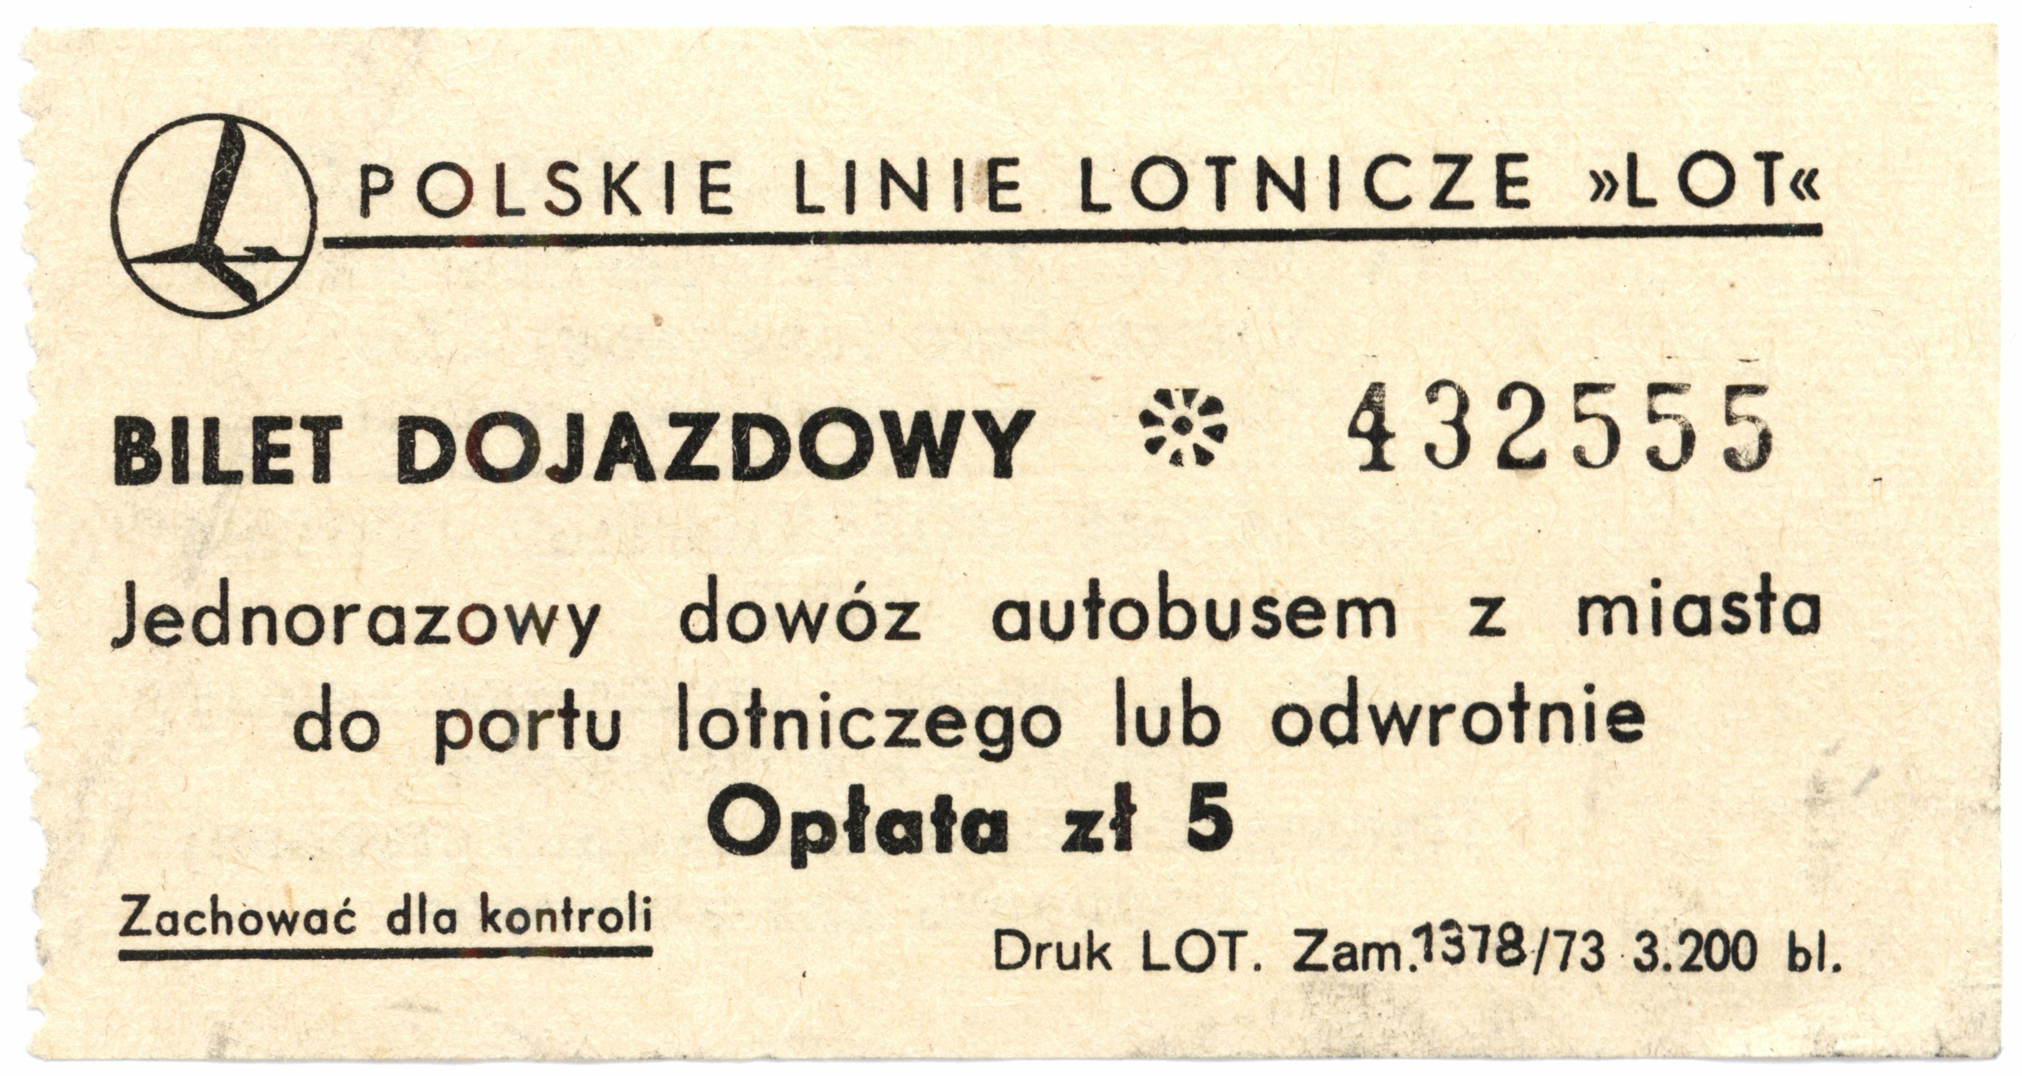 POLSKIE LINIE LOTNICZE »LOT«
BILET DOJAZDOWY 432555
Jednorazowy dowóz autobusem z miasta
do portu lotniczego lub odwrotnie
Opłata zł 5
Zachować dla kontroli
Druk LOT. Zam.1378/73 3.200 bl.